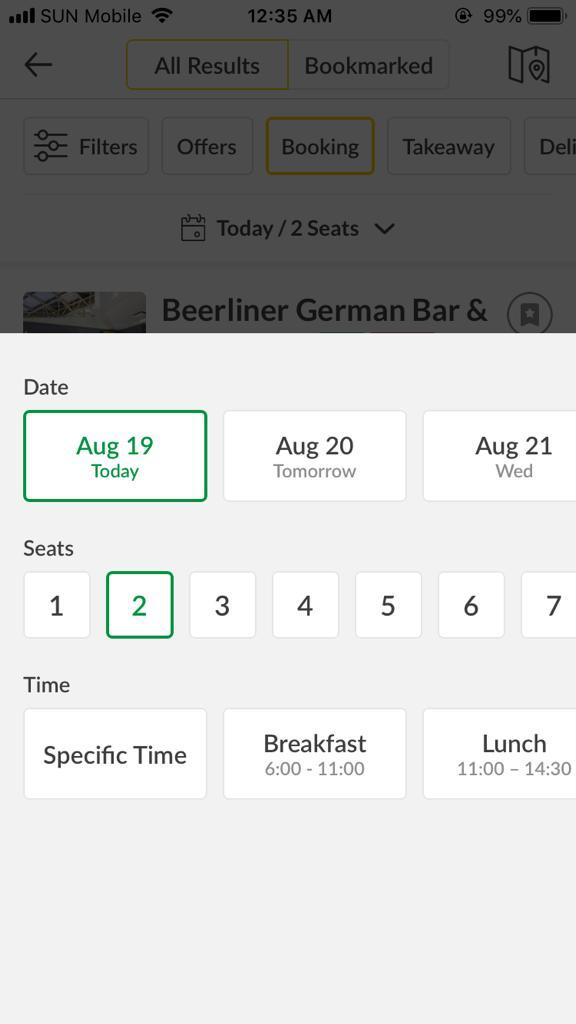 SUN Mobile 12:35 AM 99%
All Results Bookmarked
Filters Offers Booking Takeaway Deli
Today / 2 Seats
Beerliner German Bar &
Date
Aug 19 Aug 20 Aug 21
Today Tomorrow Wed
Seats
1 2 3 4 5 6 7
Time
Specific Time Breakfast Lunch
6:00 - 11:00 11:00 – 14:30